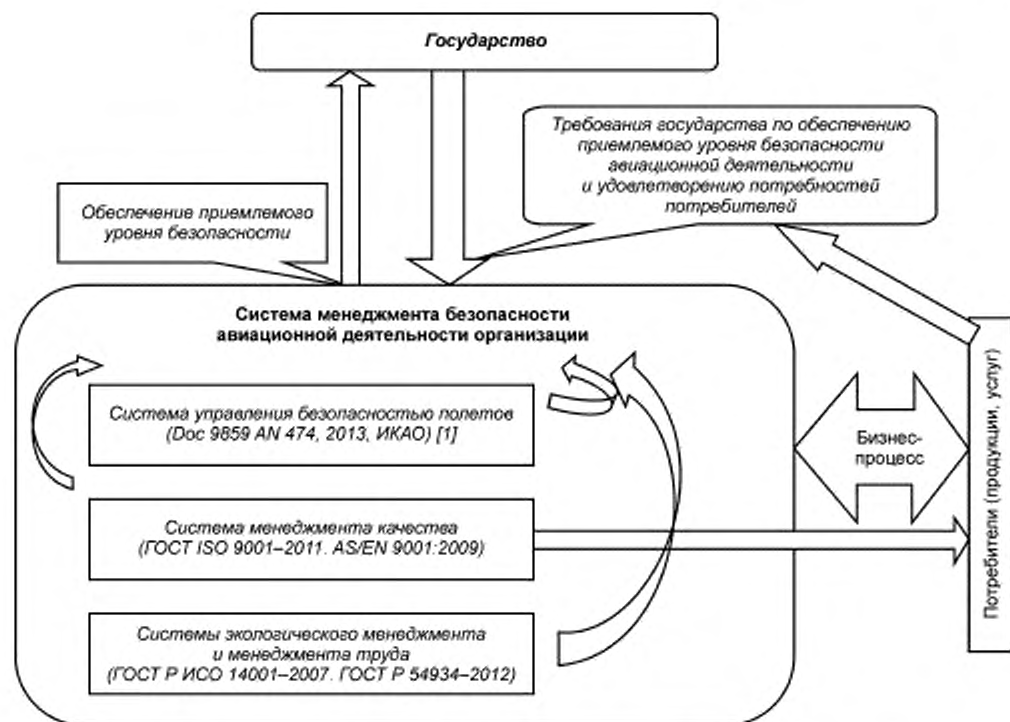 Государство
Требования государства по обеспечению
приемлемого уровня безопасности
авиационной деятельности
и удовлетворению потребностей
потребителей
Обеспечение приемлемого
уровня безопасности
Система менеджмента безопасности
авиационной деятельности организации
Система управления безопасностью полетов
(Doc 9859 AN 474, 2013, ИКАО) [1]
Система менеджмента качества
(ГОСТ ISO 9001–2011. AS/EN 9001:2009)
Системы экологического менеджмента
и менеджмента труда
(ГОСТ Р ИСО 14001–2007. ГОСТ Р 54934–2012)
Бизнес-
процесс
Потребители (продукции, услуг)